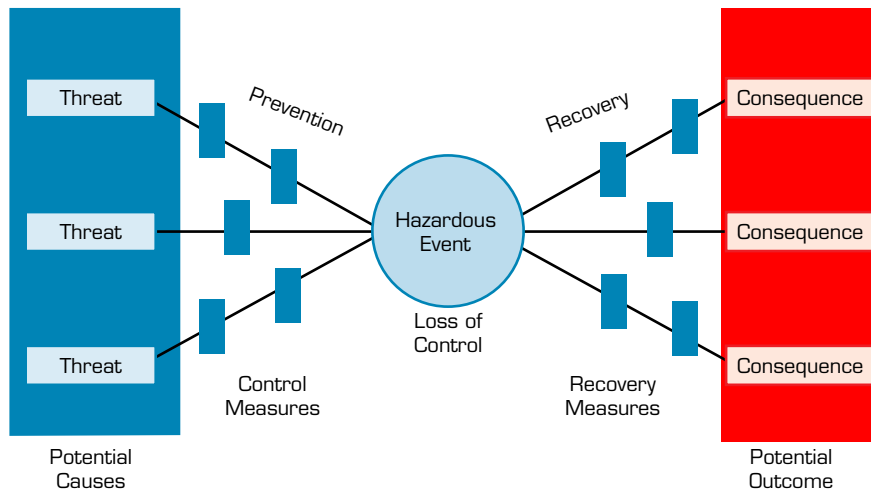 Threat
Threat
Threat
Potential
Causes
Prevention
Control
Measures
Hazardous
Event
Loss of
Control
Recovery
Recovery
Measures
Consequence
Consequence
Consequence
Potential
Outcome